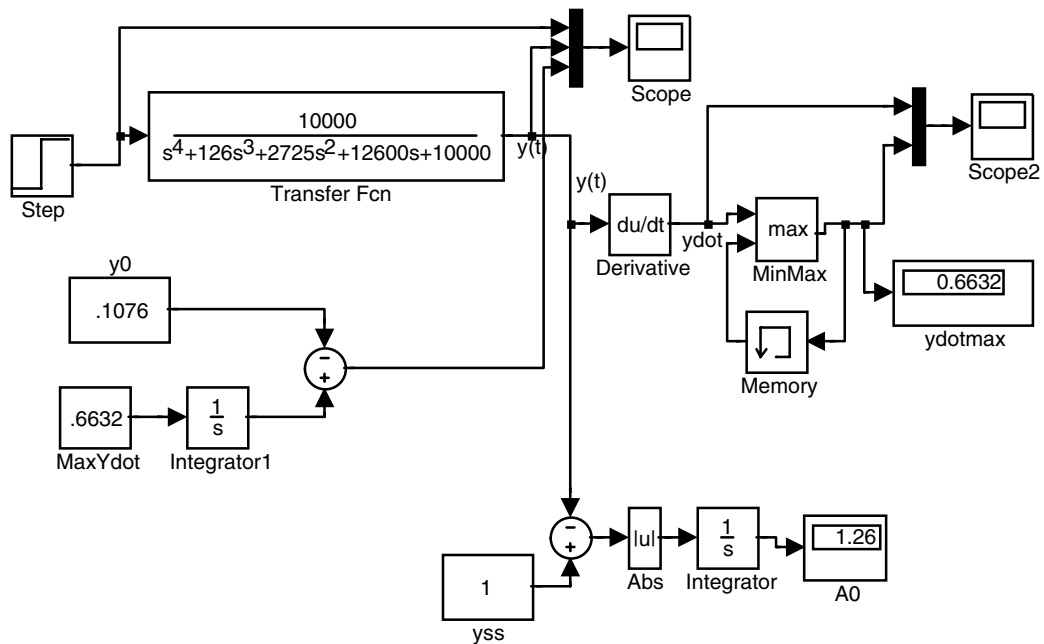 Scope
10000
s⁴+126s³+2725s²+12600s+10000
y(t)
Transfer Fcn
Step
Scope2
y(t)
du/dt
ydot
Derivative
max
MinMax
0.6632
ydotmax
y0
.1076
-
+
Memory
.6632
MaxYdot
1
s
Integrator1
-
+
|u|
Abs
1
s
Integrator
1.26
A0
1
yss